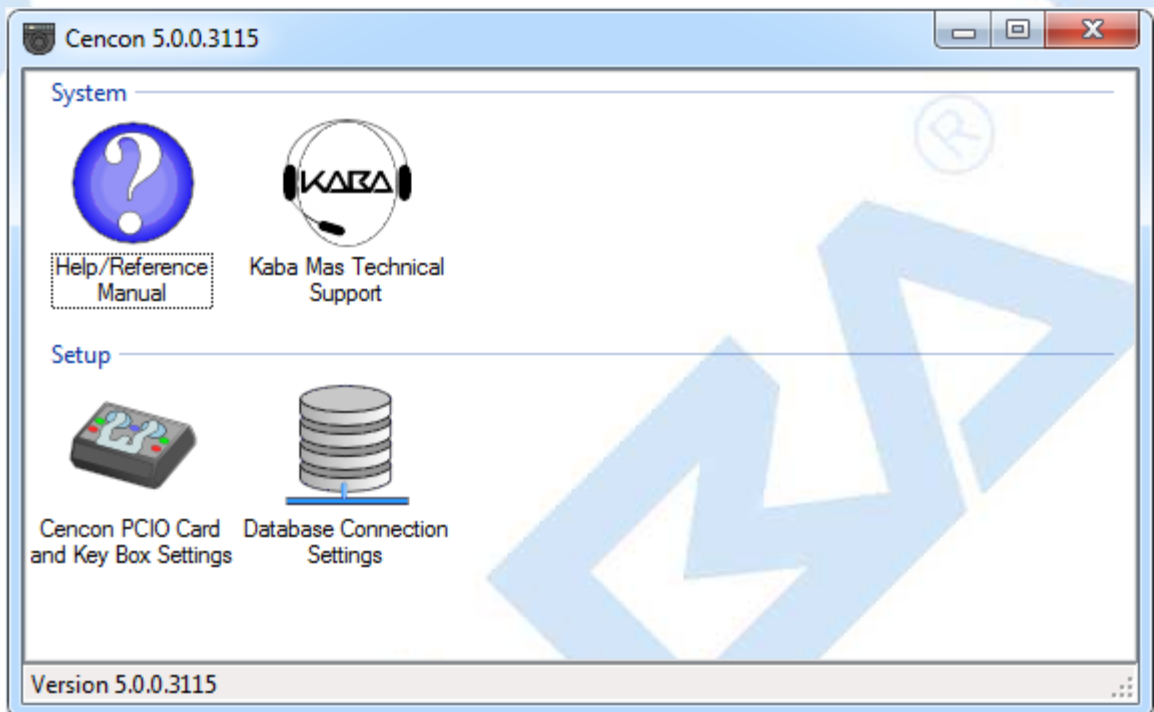 Cencon 5.0.0.3115
System
KABA
Help/Reference
Manual
Kaba Mas Technical
Support
Setup
Cencon PCIO Card
and Key Box Settings
Database Connection
Settings
Version 5.0.0.3115
®